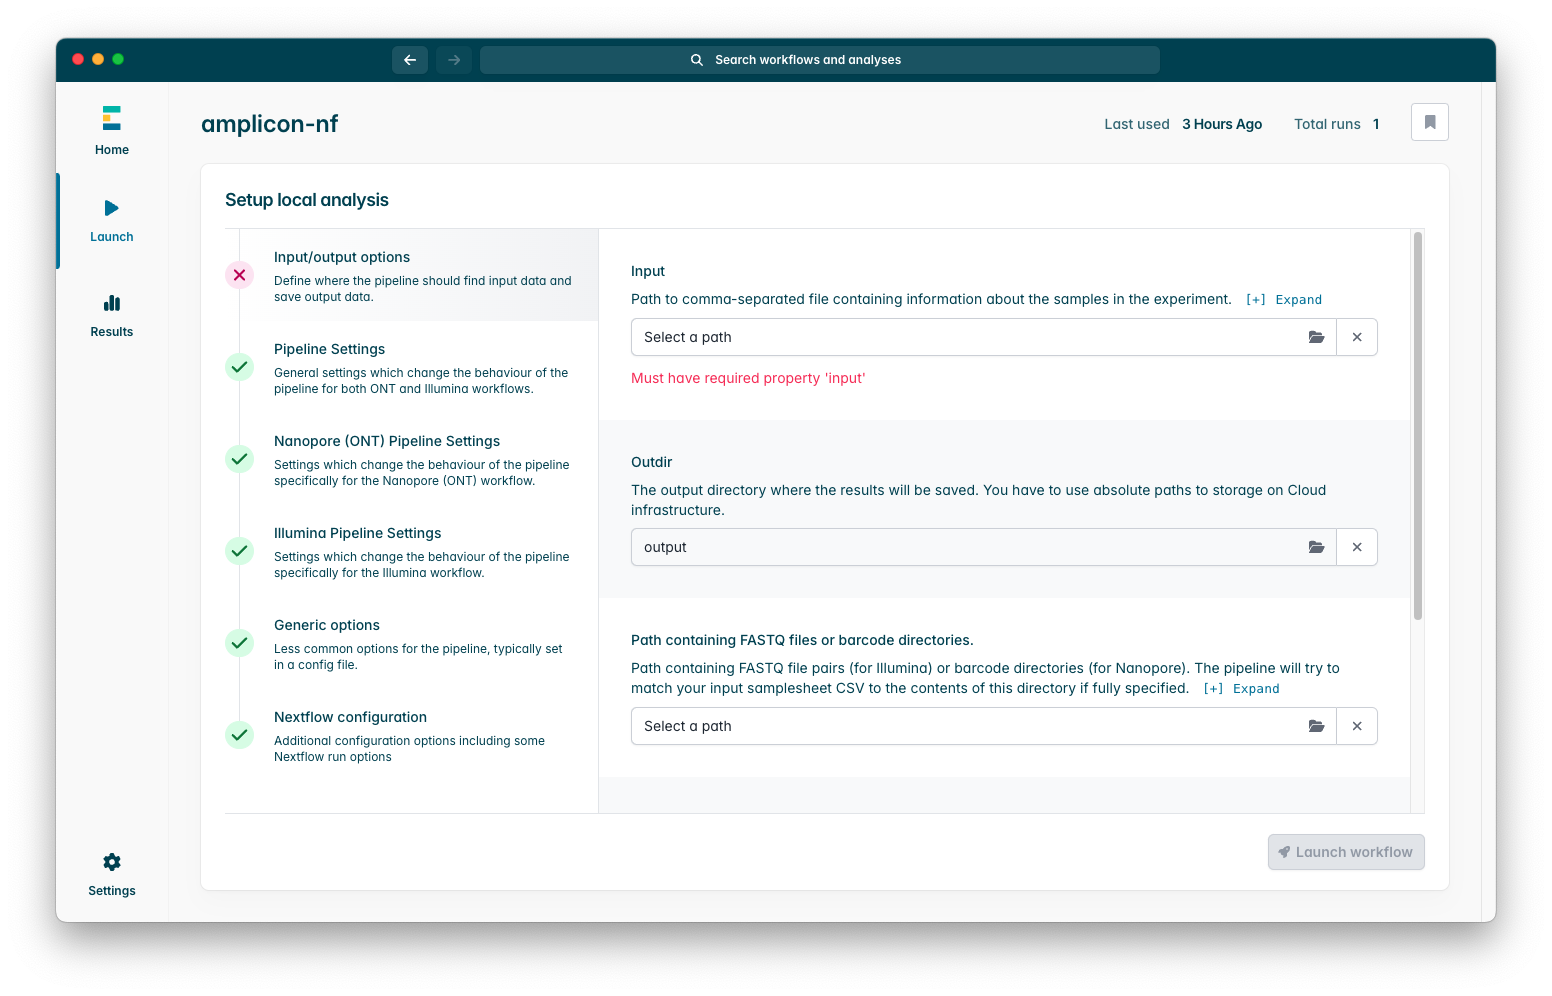 Search workflows and analyses
Home
Launch
Results
Settings
amplicon-nf
Last used 3 Hours Ago Total runs 1
Setup local analysis
Input/output options
Define where the pipeline should find input data and
save output data.
Pipeline Settings
General settings which change the behaviour of the
pipeline for both ONT and Illumina workflows.
Nanopore (ONT) Pipeline Settings
Settings which change the behaviour of the pipeline
specifically for the Nanopore (ONT) workflow.
Illumina Pipeline Settings
Settings which change the behaviour of the pipeline
specifically for the Illumina workflow.
Generic options
Less common options for the pipeline, typically set
in a config file.
Nextflow configuration
Additional configuration options including some
Nextflow run options
Input
Path to comma-separated file containing information about the samples in the experiment. [+] Expand
Select a path
Must have required property 'input'
Outdir
The output directory where the results will be saved. You have to use absolute paths to storage on Cloud
infrastructure.
output
Path containing FASTQ files or barcode directories.
Path containing FASTQ file pairs (for Illumina) or barcode directories (for Nanopore). The pipeline will try to
match your input samplesheet CSV to the contents of this directory if fully specified. [+] Expand
Select a path
Launch workflow